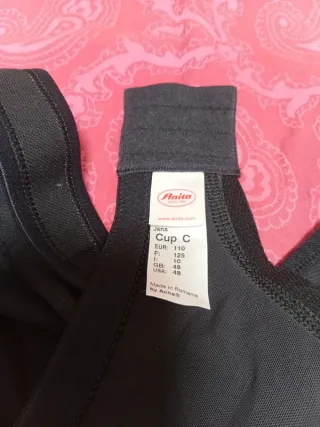 Anita
www.anita.com
Jana
Cup C
EUR: 110
F: 125
I: 10
GB: 48
USA: 48
Made in Romania
by Anita®